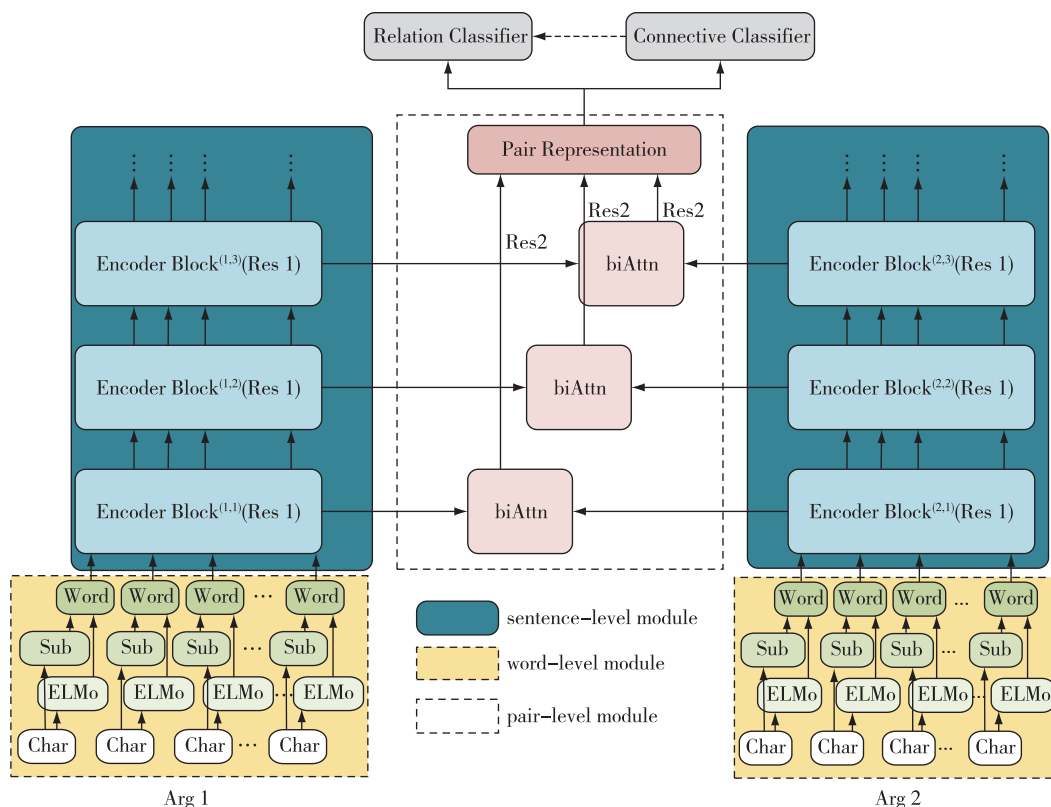 Relation Classifier
Connective Classifier
Pair Representation
Res2
Res2
Res2
Encoder Block(1,3)(Res 1)
biAttn
Encoder Block(2,3)(Res 1)
Encoder Block(1,2)(Res 1)
biAttn
Encoder Block(2,2)(Res 1)
Encoder Block(1,1)(Res 1)
biAttn
Encoder Block(2,1)(Res 1)
Word Word Word ... Word
Sub Sub Sub ... Sub
ELMo ELMo ELMo ... ELMo
Char Char Char ... Char
Arg 1
sentence-level module
word-level module
pair-level module
Word Word Word ... Word
Sub Sub Sub ... Sub
ELMo ELMo ELMo ... ELMo
Char Char Char ... Char
Arg 2